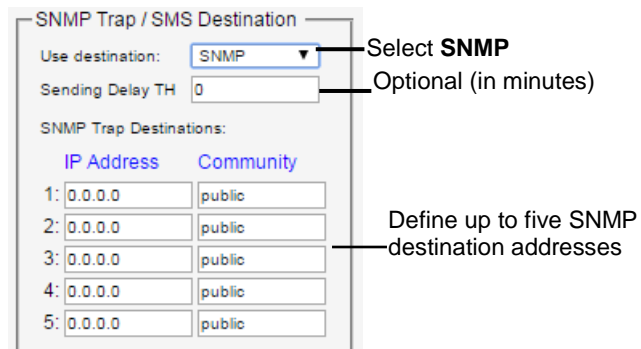 SNMP Trap / SMS Destination
Use destination: SNMP ▼ Select SNMP
Sending Delay TH 0 Optional (in minutes)
SNMP Trap Destinations:
IP Address Community
1: 0.0.0.0 public
2: 0.0.0.0 public
3: 0.0.0.0 public
4: 0.0.0.0 public
5: 0.0.0.0 public
Define up to five SNMP
destination addresses